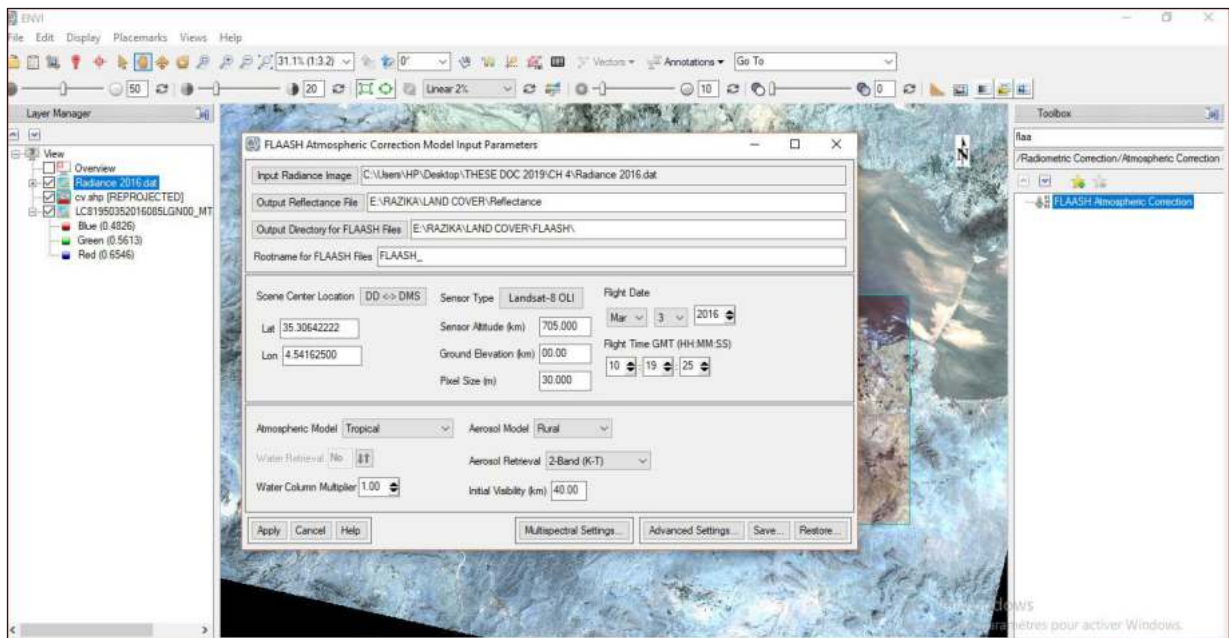 ENVI
File Edit Display Placemarks Views Help
31.1% (1:3.2) 0° Vectors Annotations Go To
50 20 Linear 2% 10 0
Layer Manager
View
Overview
Radiance 2016.dat
cv.shp [REPROJECTED]
LC81950352016085LGN00_MT
Blue (0.4826)
Green (0.5613)
Red (0.6546)
FLAASH Atmospheric Correction Model Input Parameters
Input Radiance Image C:\Users\HP\Desktop\THESE DOC 2019\CH 4\Radiance 2016.dat
Output Reflectance File E:\RAZIKA\LAND COVER\Reflectance
Output Directory for FLAASH Files E:\RAZIKA\LAND COVER\FLAASH\
Rootname for FLAASH Files FLAASH_
Scene Center Location DD <-> DMS
Lat 35.30642222
Lon 4.54162500
Sensor Type Landsat-8 OLI
Sensor Altitude (km) 705.000
Ground Elevation (km) 00.00
Pixel Size (m) 30.000
Flight Date
Mar 3 2016
Flight Time GMT (HH:MM:SS)
10 : 19 : 25
Atmospheric Model Tropical
Water Retrieval No
Water Column Multiplier 1.00
Aerosol Model Rural
Aerosol Retrieval 2-Band (K-T)
Initial Visibility (km) 40.00
Apply Cancel Help Multispectral Settings... Advanced Settings... Save... Restore...
N
Toolbox
flaa
/Radiometric Correction/Atmospheric Correction
FLAASH Atmospheric Correction
dows
amètres pour activer Windows.